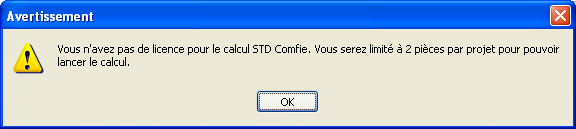 Avertissement
Vous n'avez pas de licence pour le calcul STD Comfie. Vous serez limité à 2 pièces par projet pour pouvoir
lancer le calcul.
OK